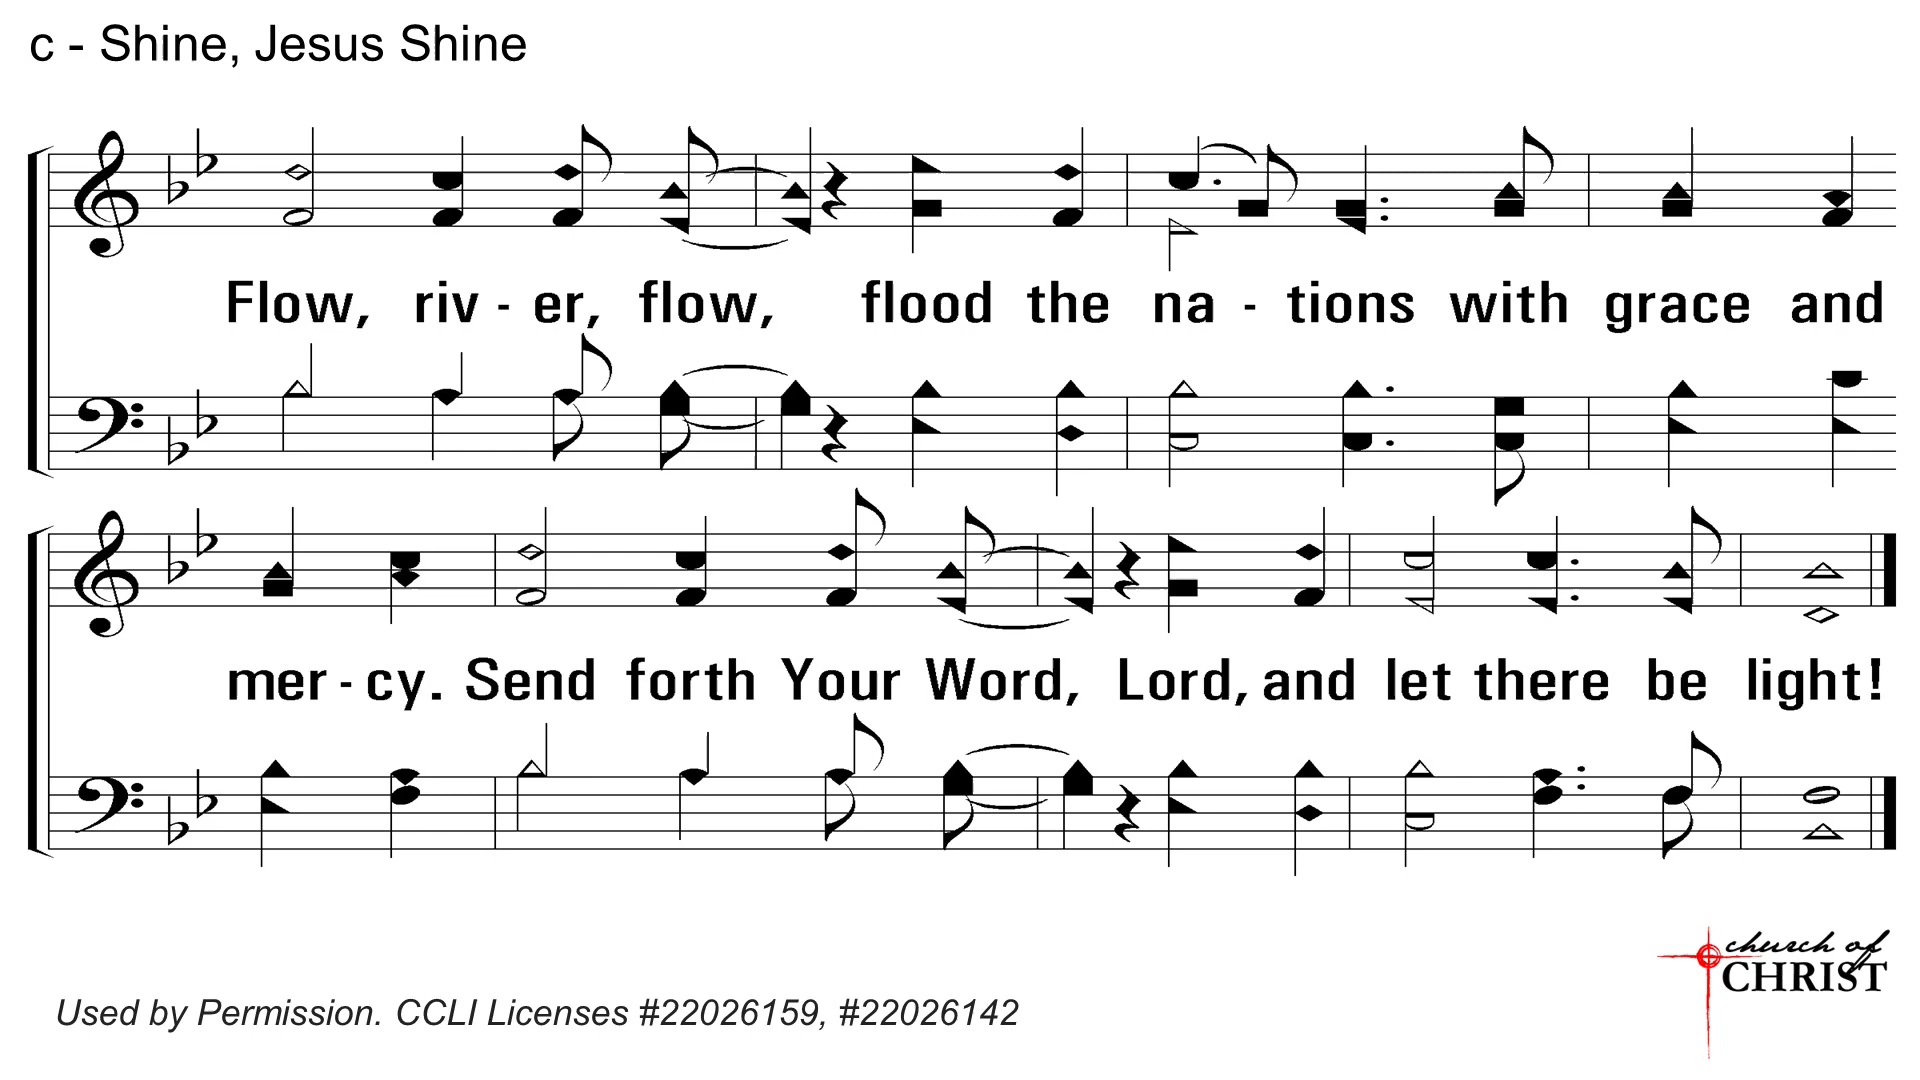 c - Shine, Jesus Shine
Flow, riv - er, flow, flood the na - tions with grace and
mer - cy. Send forth Your Word, Lord, and let there be light!
church of
CHRIST
Used by Permission. CCLI Licenses #22026159, #22026142